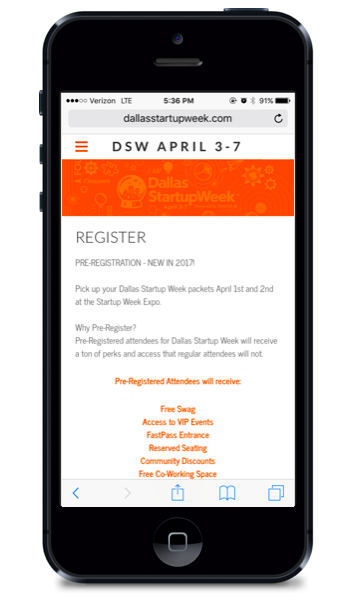 ●●●○○ Verizon LTE 5:36 PM 91%
dallasstartupweek.com
DSW APRIL 3-7
Dallas
StartupWeek
April 3-7
REGISTER
PRE-REGISTRATION - NEW IN 2017!
Pick up your Dallas Startup Week packets April 1st and 2nd
at the Startup Week Expo.
Why Pre-Register?
Pre-Registered attendees for Dallas Startup Week will receive
a ton of perks and access that regular attendees will not.
Pre-Registered Attendees will receive:
Free Swag
Access to VIP Events
FastPass Entrance
Reserved Seating
Community Discounts
Free Co-Working Space